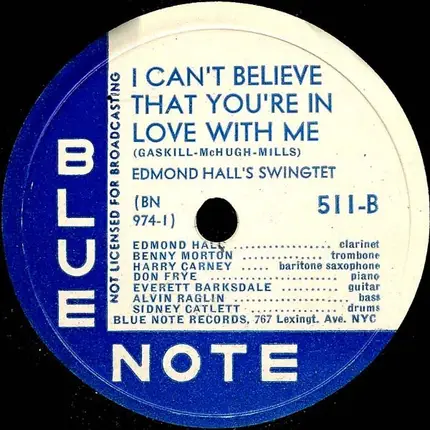 I CAN'T BELIEVE
THAT YOU'RE IN
LOVE WITH ME
(GASKILL-McHUGH-MILLS)
EDMOND HALL'S SWINGTET
(BN
974-1)
511-B
EDMOND HALL .................. clarinet
BENNY MORTON ............... trombone
HARRY CARNEY .... baritone saxophone
DON FRYE ........................ piano
EVERETT BARKSDALE ............ guitar
ALVIN RAGLIN .................... bass
SIDNEY CATLETT ................ drums
BLUE NOTE RECORDS, 767 Lexingt. Ave. NYC
NOT LICENSED FOR BROADCASTING
BLUE
NOTE